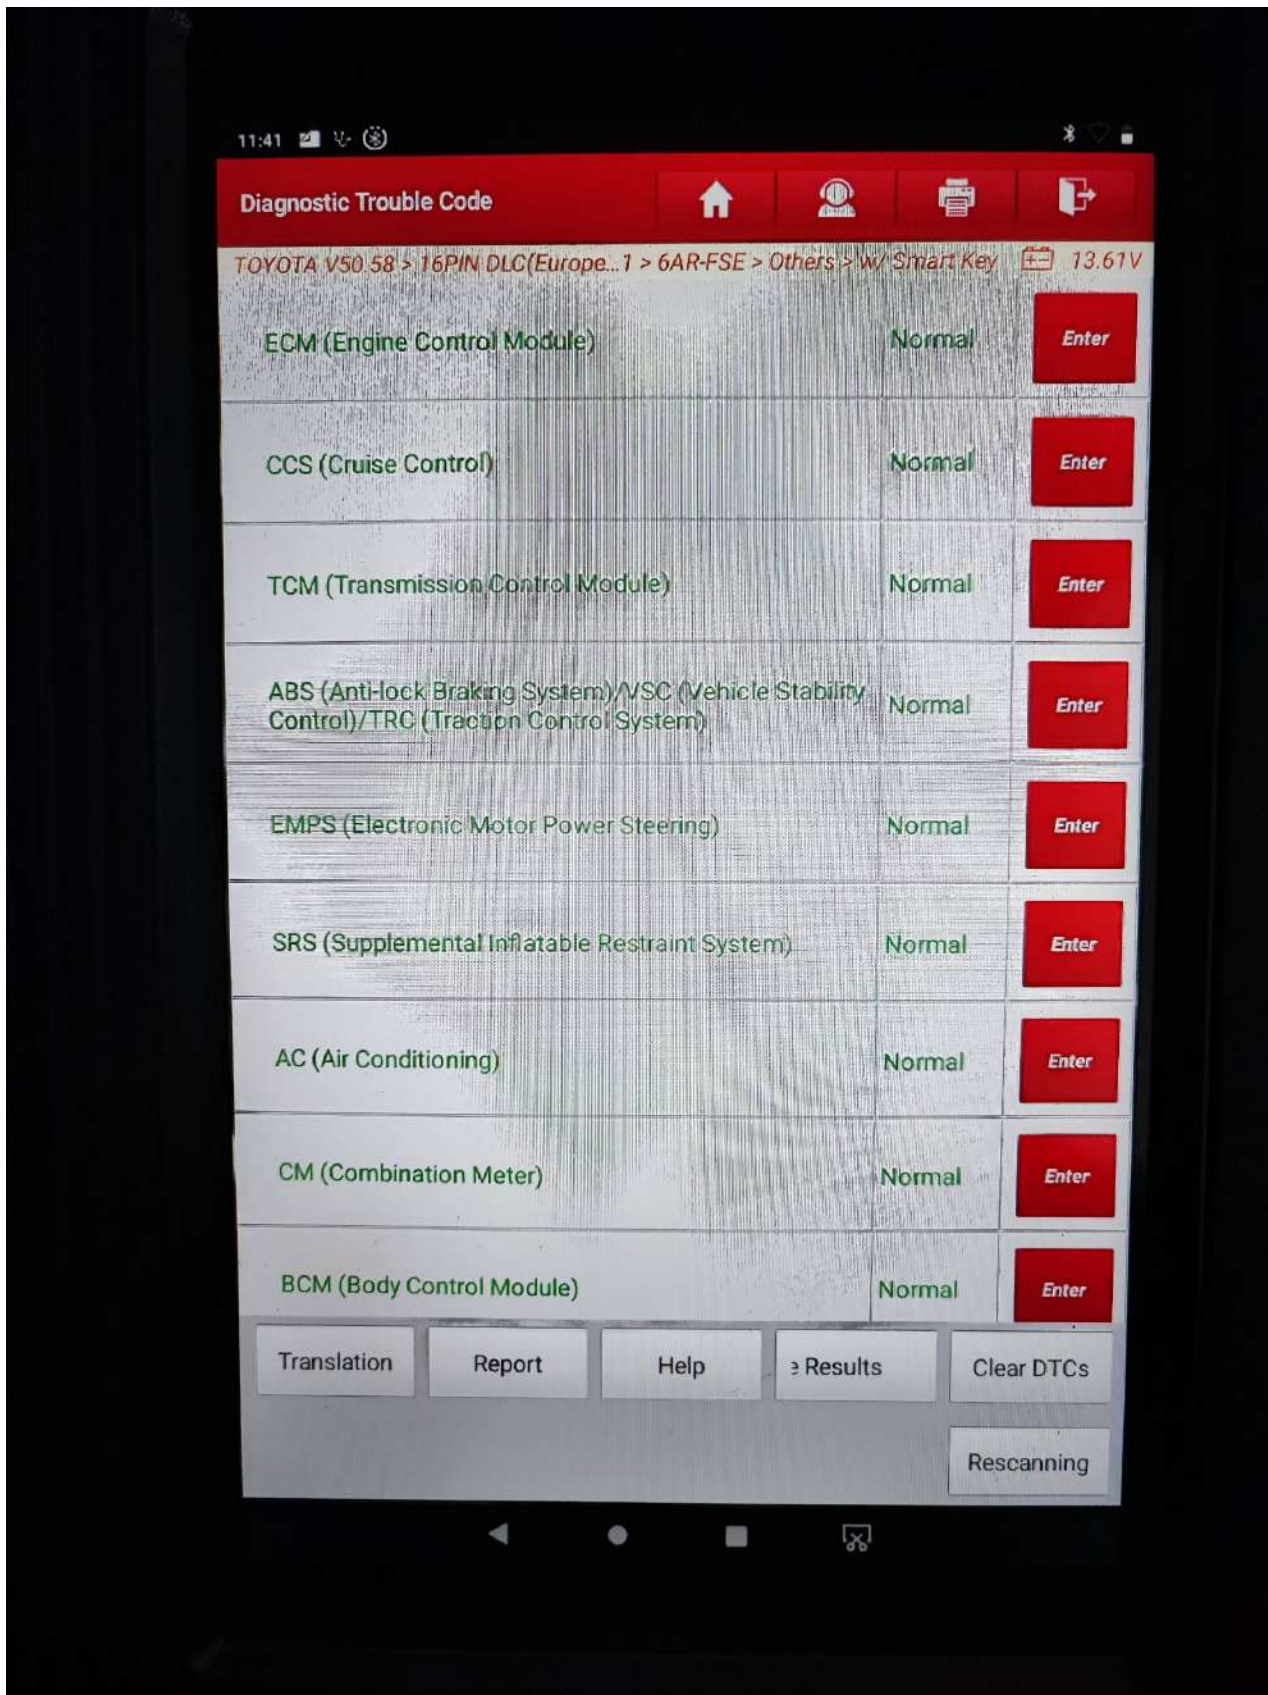 11:41
Diagnostic Trouble Code
TOYOTA V50 58 > 16PIN DLC(Europe...1 > 6AR-FSE > Others > w/ Smart Key 13.61V
ECM (Engine Control Module) Normal Enter
CCS (Cruise Control) Normal Enter
TCM (Transmission Control Module) Normal Enter
ABS (Anti-lock Braking System)/VSC (Vehicle Stability
Control)/TRC (Traction Control System) Normal Enter
EMPS (Electronic Motor Power Steering) Normal Enter
SRS (Supplemental Inflatable Restraint System) Normal Enter
AC (Air Conditioning) Normal Enter
CM (Combination Meter) Normal Enter
BCM (Body Control Module) Normal Enter
Translation Report Help e Results Clear DTCs
Rescanning